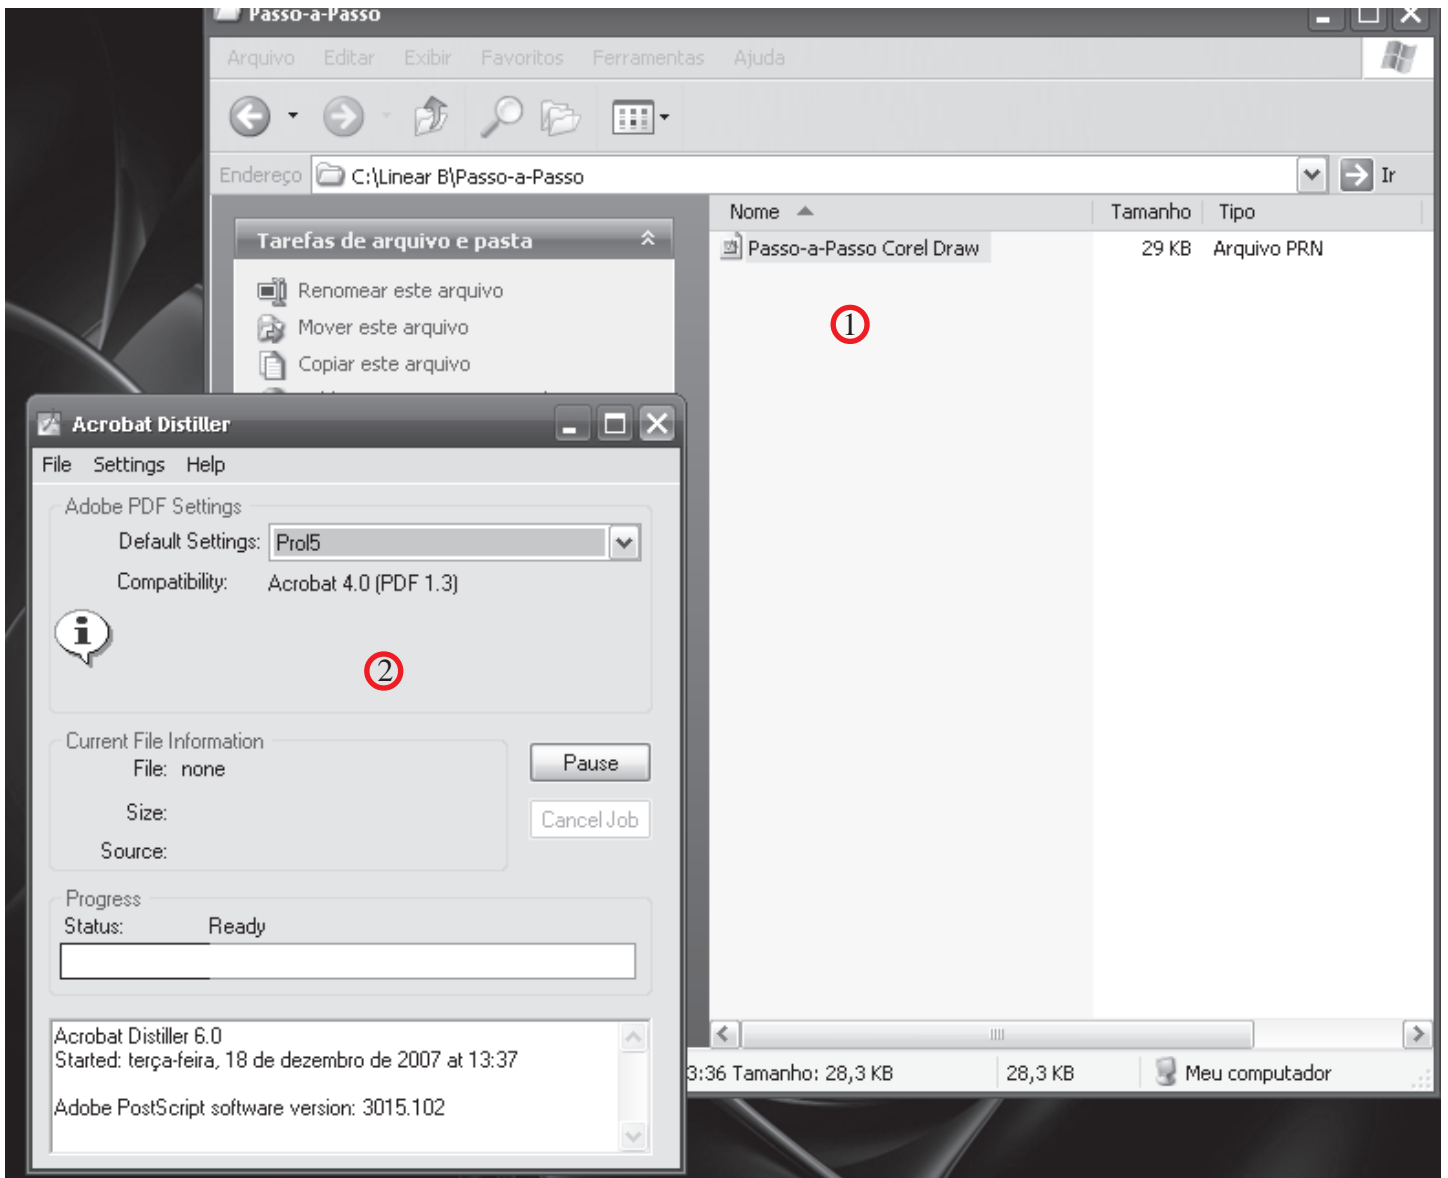 Passo-a-Passo
Arquivo Editar Exibir Favoritos Ferramentas Ajuda
Endereço C:\Linear B\Passo-a-Passo Ir
Nome Tamanho Tipo
Passo-a-Passo Corel Draw 29 KB Arquivo PRN
Tarefas de arquivo e pasta
Renomear este arquivo
Mover este arquivo
Copiar este arquivo
1
Acrobat Distiller
File Settings Help
Adobe PDF Settings
Default Settings: Prol5
Compatibility: Acrobat 4.0 (PDF 1.3)
2
Current File Information
File: none
Size:
Source:
Pause
Cancel Job
Progress
Status: Ready
Acrobat Distiller 6.0
Started: terça-feira, 18 de dezembro de 2007 at 13:37
Adobe PostScript software version: 3015.102
3:36 Tamanho: 28,3 KB 28,3 KB Meu computador